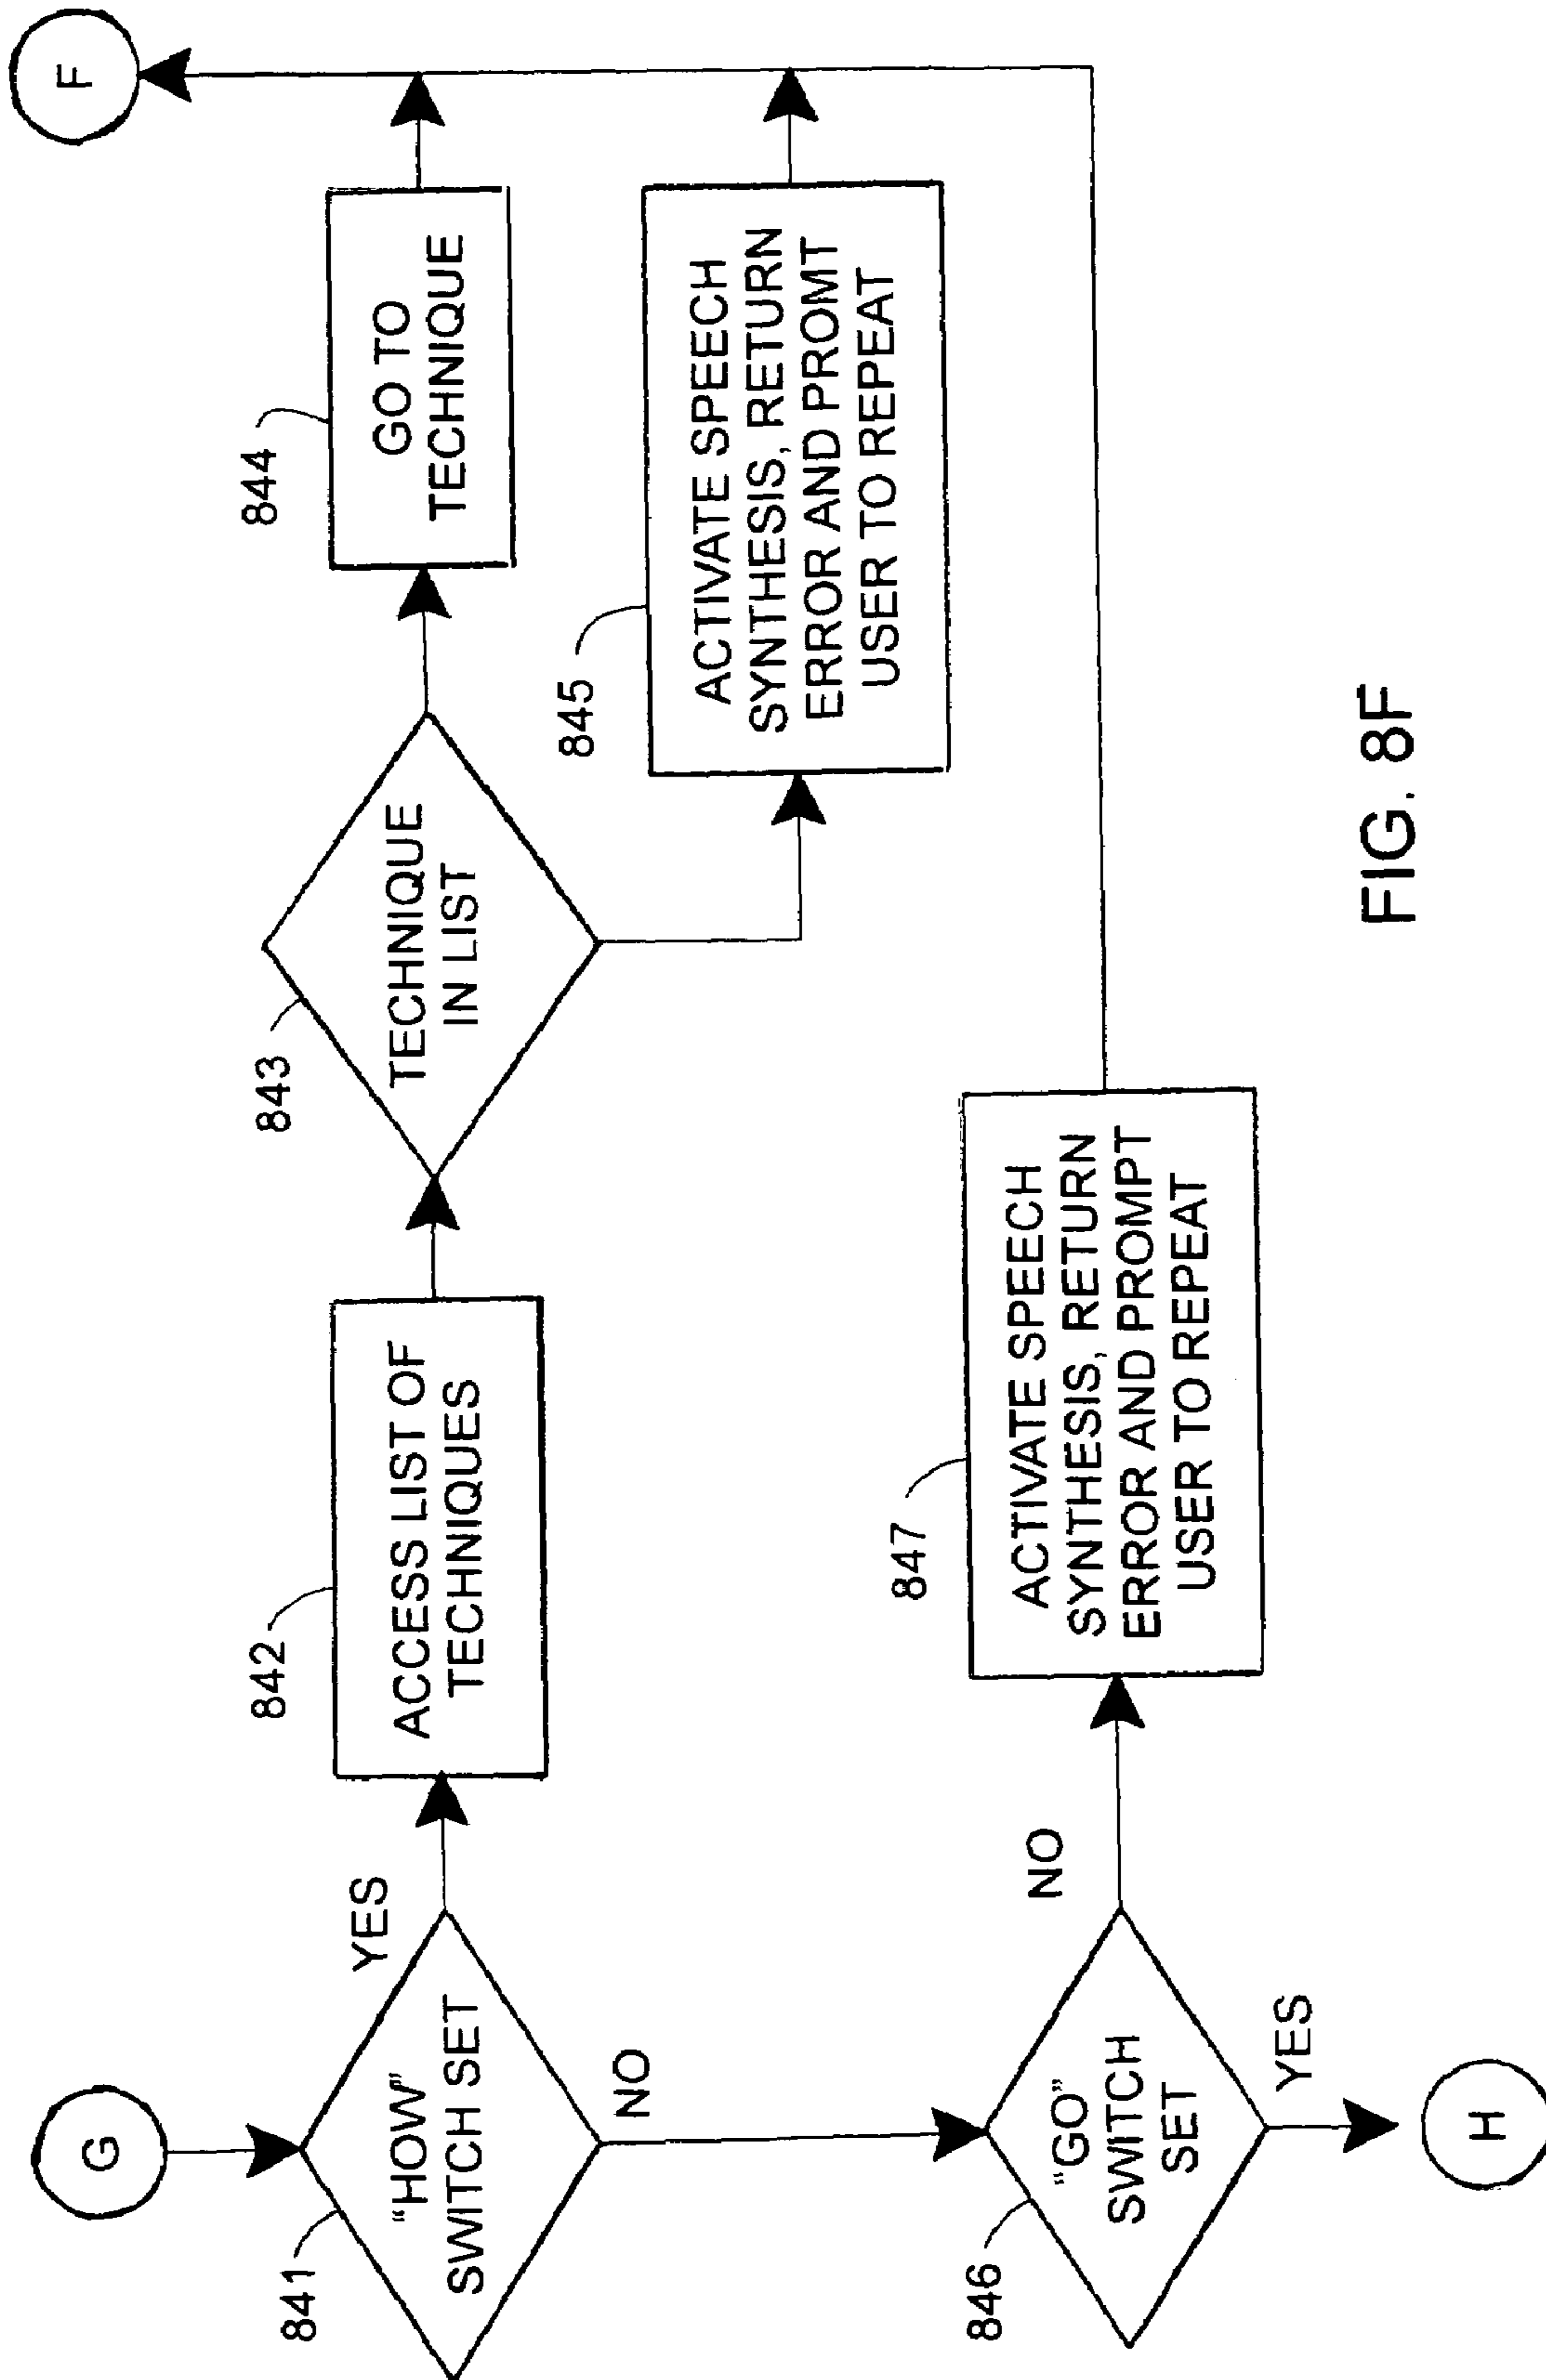 G
841
“HOW”
SWITCH SET
YES
NO
842
ACCESS LIST OF
TECHNIQUES
843
TECHNIQUE
IN LIST
844
GO TO
TECHNIQUE
F
845
ACTIVATE SPEECH
SYNTHESIS, RETURN
ERROR AND PROMT
USER TO REPEAT
846
“GO”
SWITCH
SET
NO
YES
847
ACTIVATE SPEECH
SYNTHESIS, RETURN
ERROR AND PROMPT
USER TO REPEAT
H
FIG. 8F